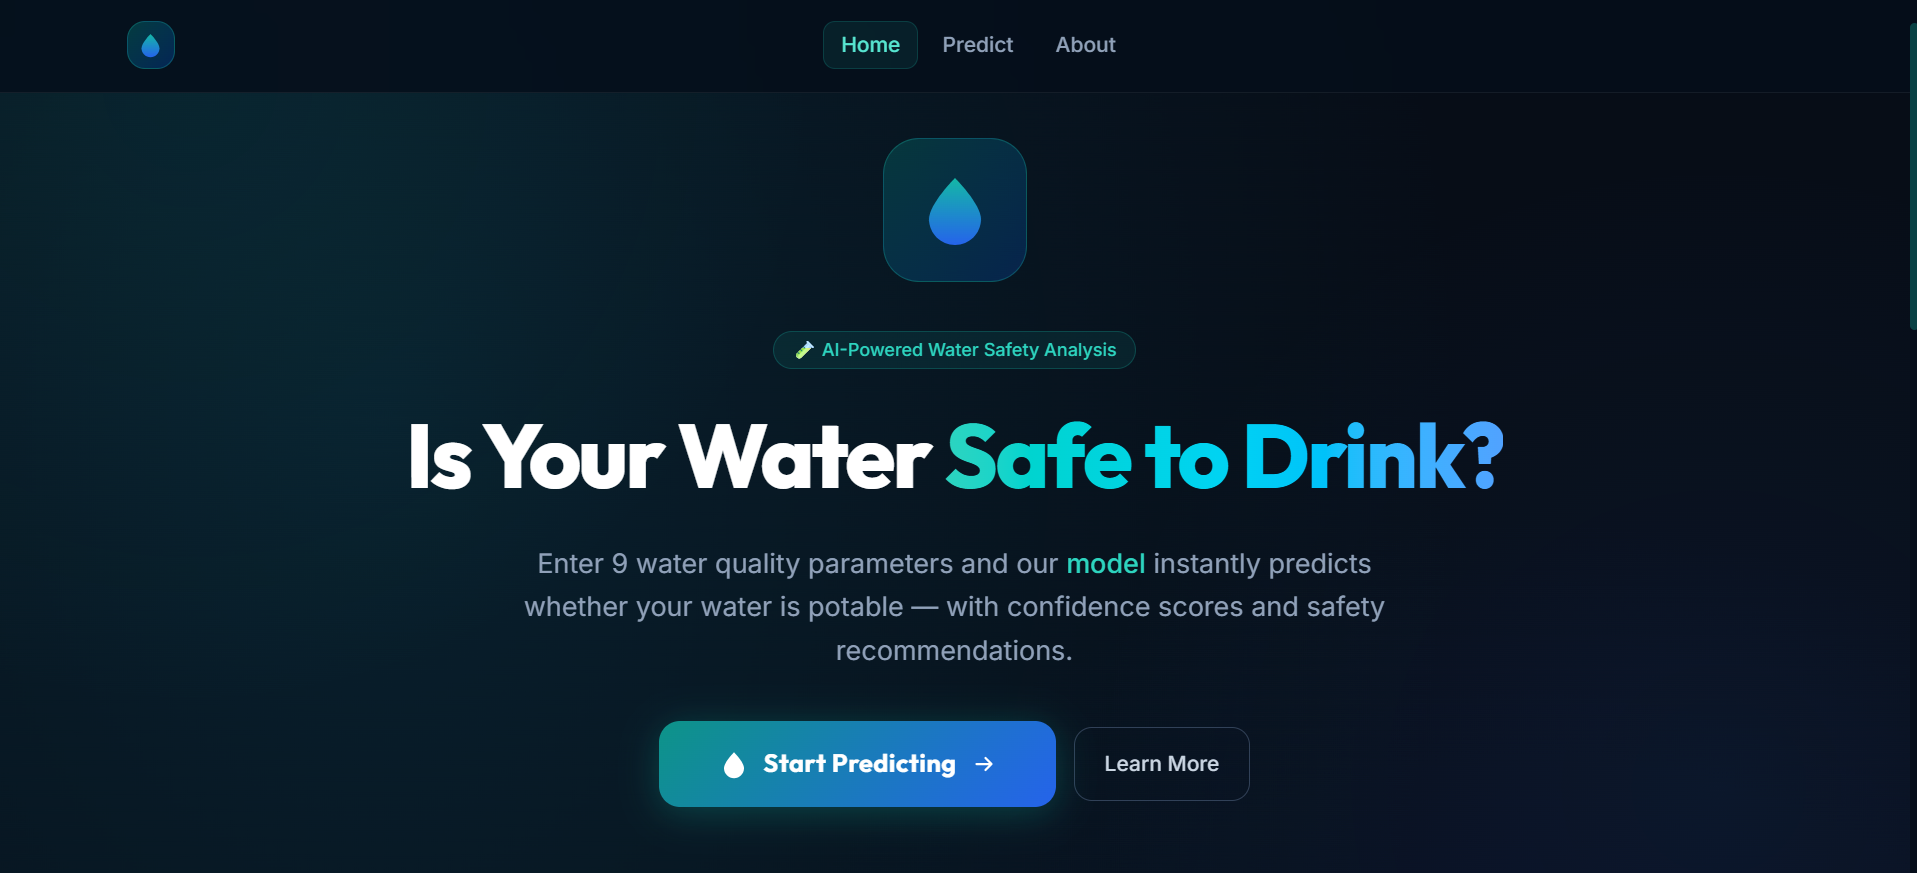 Home Predict About
AI-Powered Water Safety Analysis
Is Your Water Safe to Drink?
Enter 9 water quality parameters and our model instantly predicts
whether your water is potable — with confidence scores and safety
recommendations.
Start Predicting →
Learn More